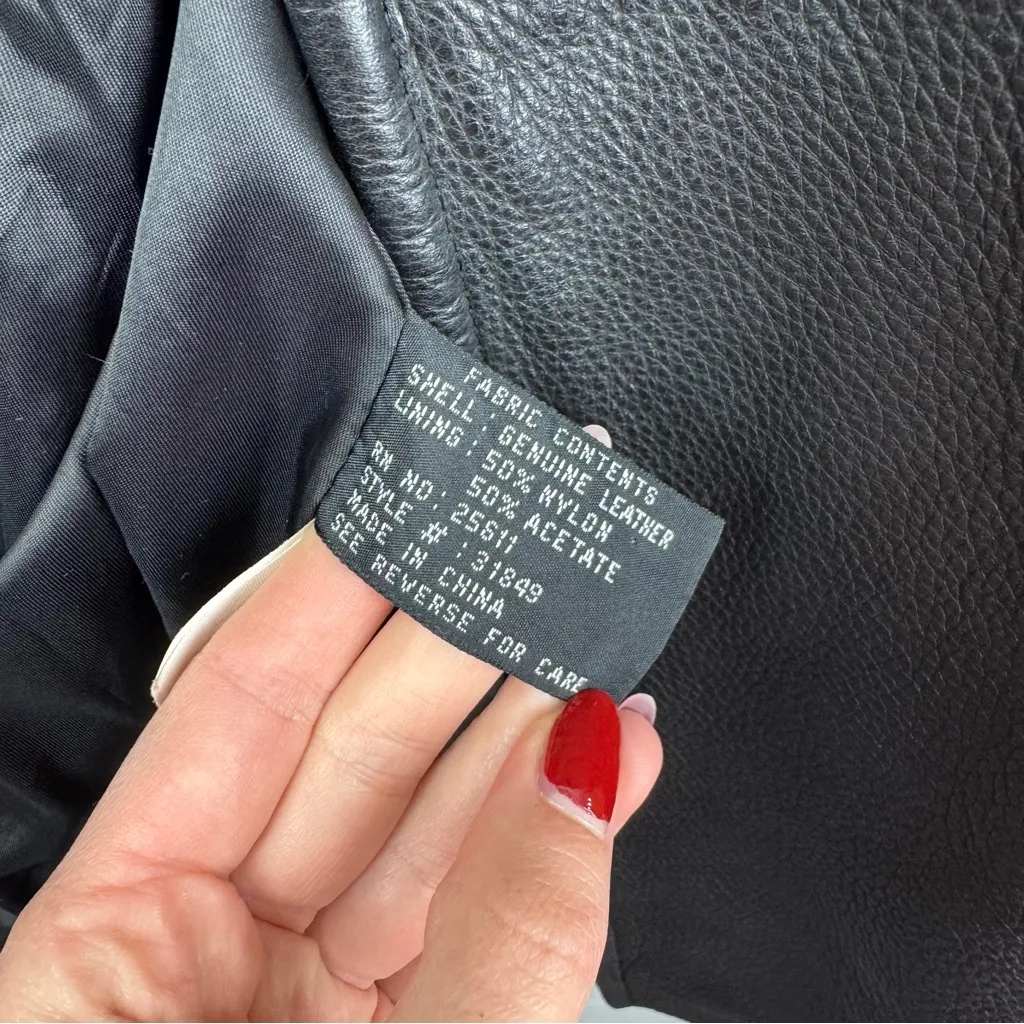 FABRIC CONTENTS
SHELL : GENUINE LEATHER
LINING : 50% NYLON
50% ACETATE
RN NO : 25611
STYLE # : 31849
MADE IN CHINA
SEE REVERSE FOR CARE